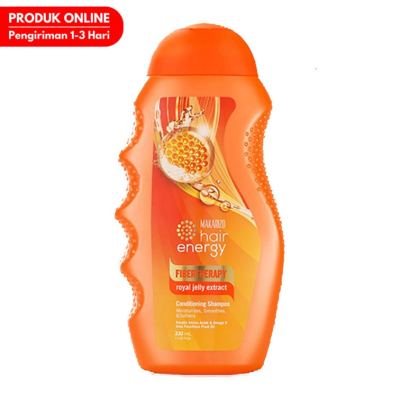 PRODUK ONLINE
Pengiriman 1-3 Hari
MAKARIZO
hair
energy
FIBERTHERAPY
royal jelly extract
Conditioning Shampoo
Moisturizes, Smoothes,
&Softens
330 mL